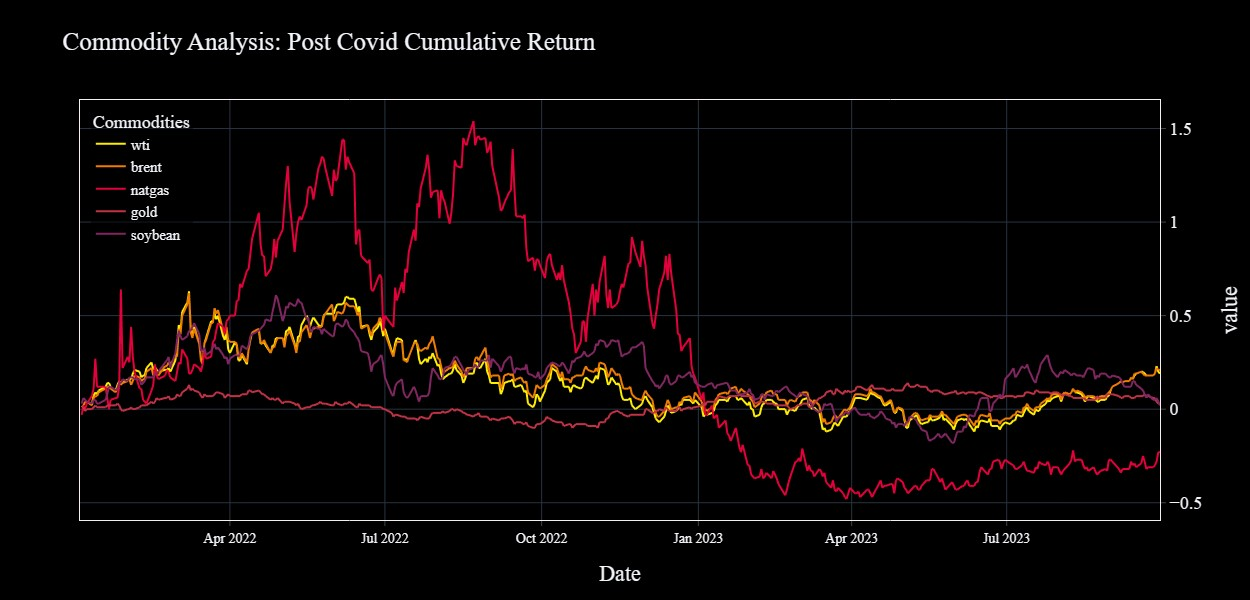 Commodity Analysis: Post Covid Cumulative Return
Commodities
wti
brent
natgas
gold
soybean
1.5
1
0.5
0
−0.5
value
Apr 2022
Jul 2022
Oct 2022
Jan 2023
Apr 2023
Jul 2023
Date